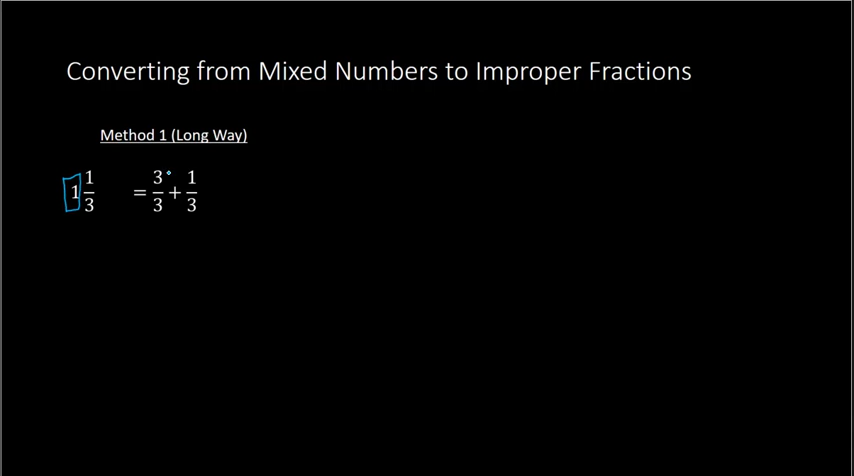 Converting from Mixed Numbers to Improper Fractions
Method 1 (Long Way)
1 1/3 = 3/3 + 1/3